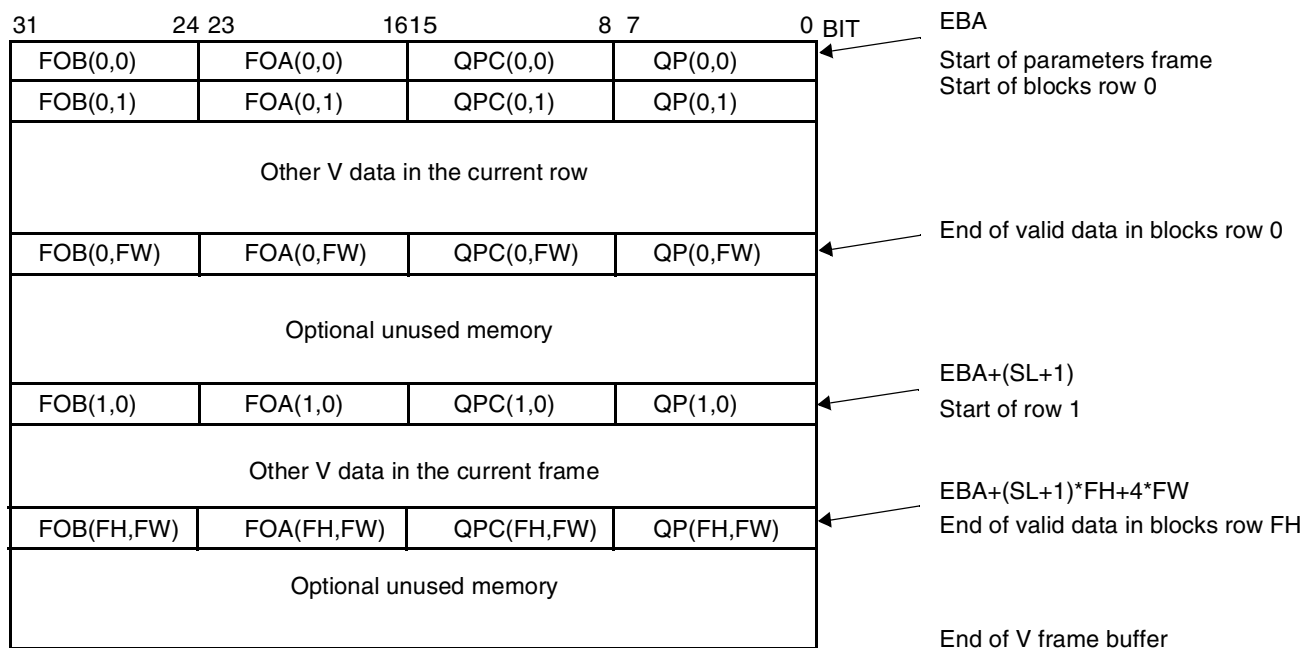 31 24 23 1615 8 7 0 BIT
EBA
FOB(0,0) FOA(0,0) QPC(0,0) QP(0,0)
Start of parameters frame
FOB(0,1) FOA(0,1) QPC(0,1) QP(0,1)
Start of blocks row 0
Other V data in the current row
FOB(0,FW) FOA(0,FW) QPC(0,FW) QP(0,FW)
End of valid data in blocks row 0
Optional unused memory
EBA+(SL+1)
FOB(1,0) FOA(1,0) QPC(1,0) QP(1,0)
Start of row 1
Other V data in the current frame
EBA+(SL+1)*FH+4*FW
FOB(FH,FW) FOA(FH,FW) QPC(FH,FW) QP(FH,FW)
End of valid data in blocks row FH
Optional unused memory
End of V frame buffer